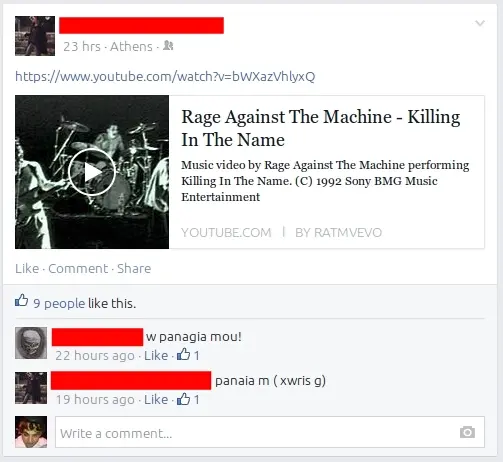 23 hrs · Athens ·
https://www.youtube.com/watch?v=bWXazVhlyxQ
Rage Against The Machine - Killing
In The Name
Music video by Rage Against The Machine performing
Killing In The Name. (C) 1992 Sony BMG Music
Entertainment
YOUTUBE.COM | BY RATMVEVO
Like · Comment · Share
9 people like this.
w panagia mou!
22 hours ago · Like · 1
panaia m ( xwris g)
19 hours ago · Like · 1
Write a comment...